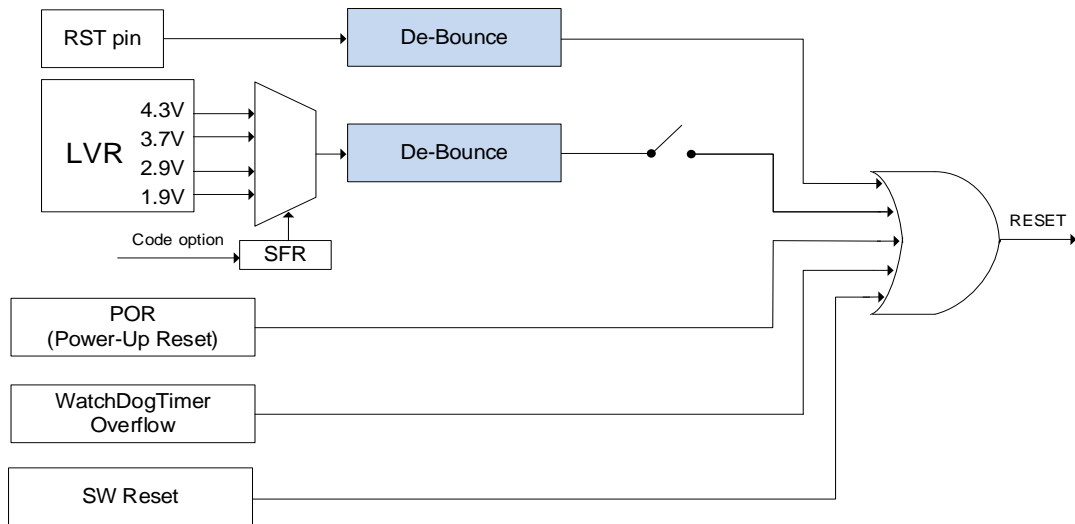 RST pin
De-Bounce
LVR
4.3V
3.7V
2.9V
1.9V
De-Bounce
Code option
SFR
RESET
POR
(Power-Up Reset)
WatchDogTimer
Overflow
SW Reset